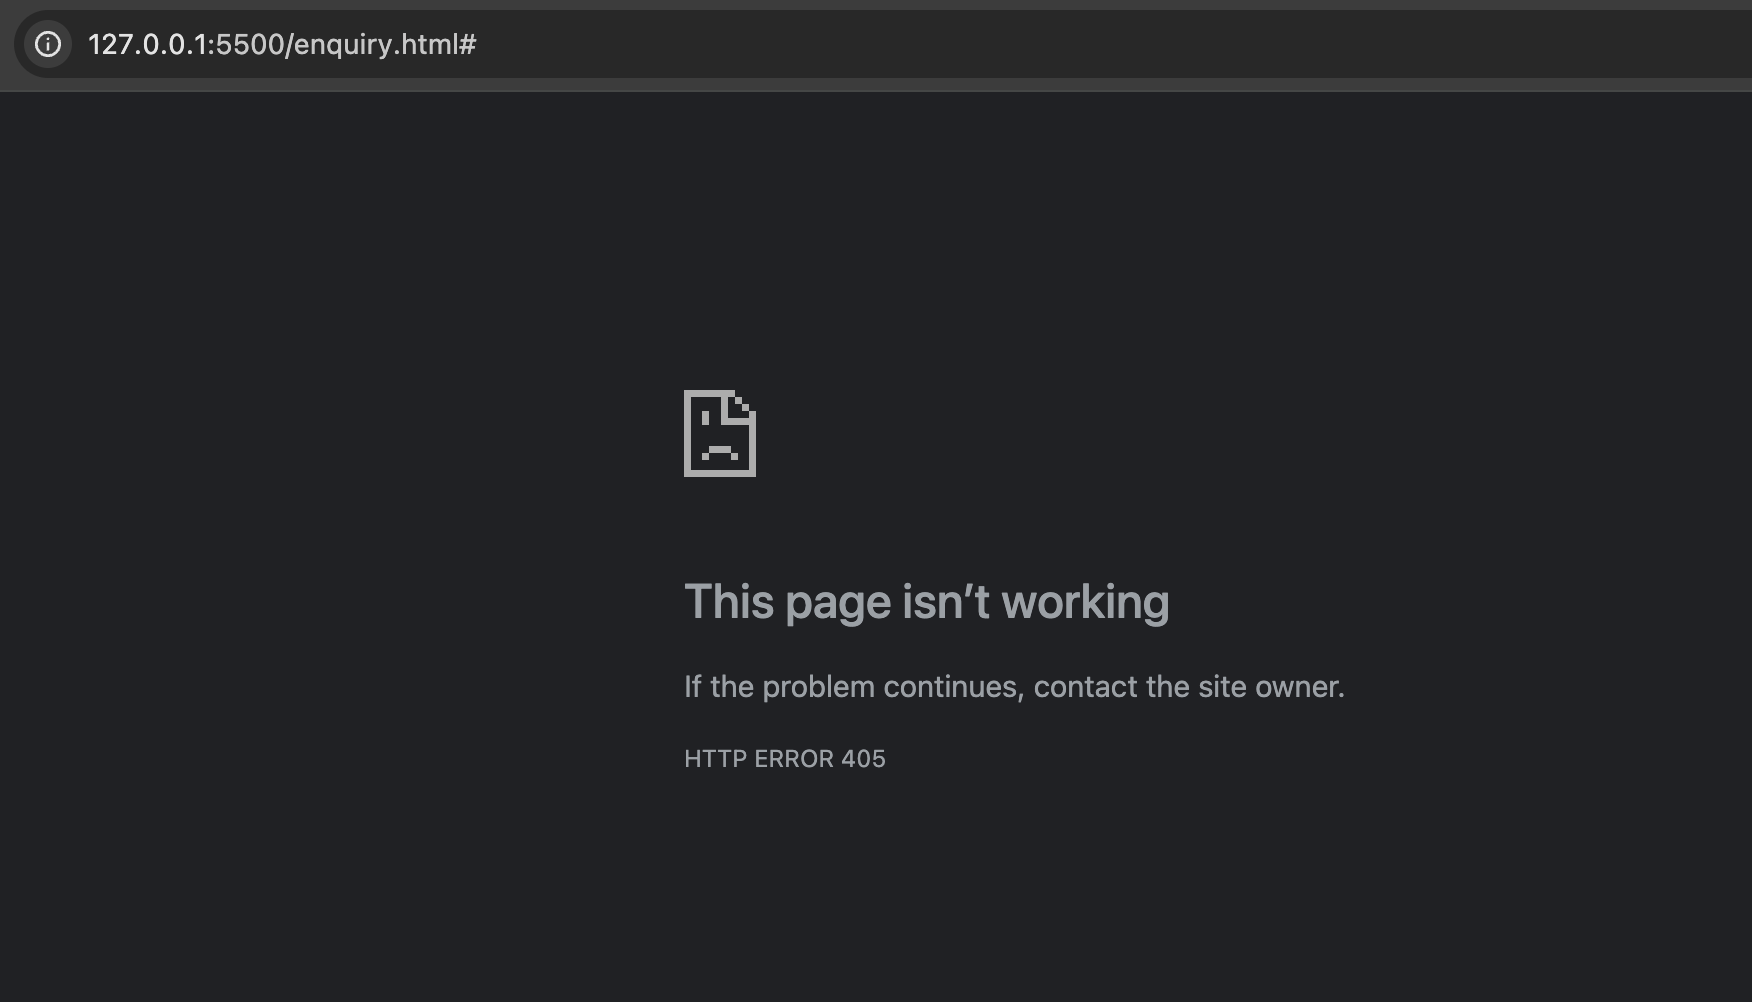 127.0.0.1:5500/enquiry.html#
This page isn’t working
If the problem continues, contact the site owner.
HTTP ERROR 405